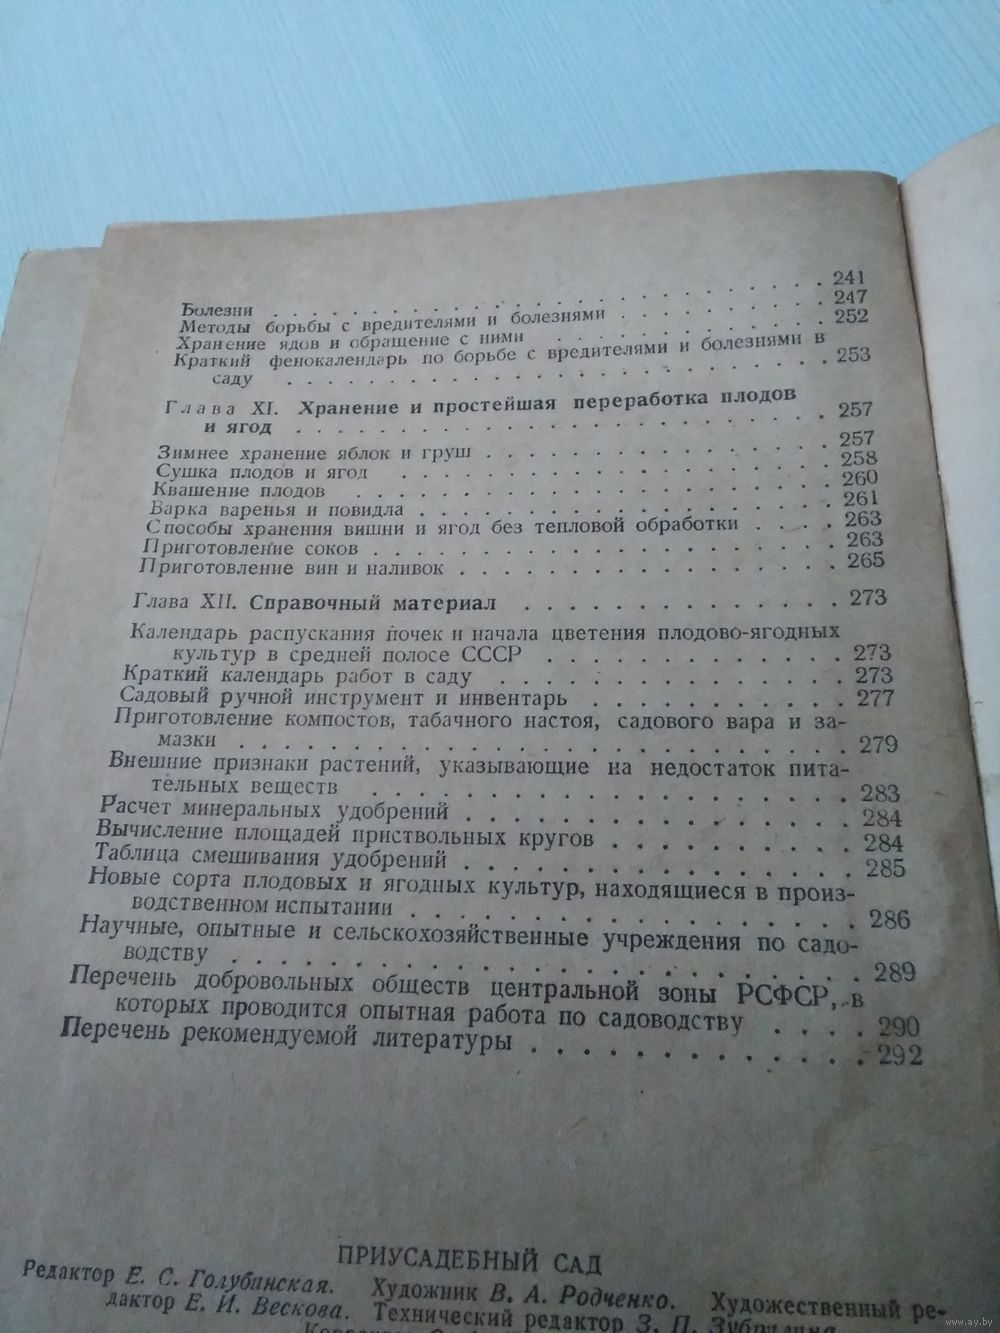 Болезни . . . . . . . . . . . . . . . . . . . . . 241
Методы борьбы с вредителями и болезнями . . . . . . . . 247
Хранение ядов и обращение с ними . . . . . . . . . . . 252
Краткий фенокалендарь по борьбе с вредителями и болезнями в
саду . . . . . . . . . . . . . . . . . . . . 253
Глава XI. Хранение и простейшая переработка плодов
и ягод . . . . . . . . . . . . . . . . . . . . 257
Зимнее хранение яблок и груш . . . . . . . . . . . . . 257
Сушка плодов и ягод . . . . . . . . . . . . . . . . 258
Квашение плодов . . . . . . . . . . . . . . . . . . 260
Варка варенья и повидла . . . . . . . . . . . . . . . 261
Способы хранения вишни и ягод без тепловой обработки . . . . 263
Приготовление соков . . . . . . . . . . . . . . . . . 263
Приготовление вин и наливок . . . . . . . . . . . . . . 265
Глава XII. Справочный материал . . . . . . . . . . . . 273
Календарь распускания почек и начала цветения плодово-ягодных
культур в средней полосе СССР . . . . . . . . . . . 273
Краткий календарь работ в саду . . . . . . . . . . . . . 273
Садовый ручной инструмент и инвентарь . . . . . . . . . . 277
Приготовление компостов, табачного настоя, садового вара и за-
мазки . . . . . . . . . . . . . . . . . . . . . 279
Внешние признаки растений, указывающие на недостаток пита-
тельных веществ . . . . . . . . . . . . . . . . . 283
Расчет минеральных удобрений . . . . . . . . . . . . . 284
Вычисление площадей приствольных кругов . . . . . . . . . 284
Таблица смешивания удобрений . . . . . . . . . . . . . 285
Новые сорта плодовых и ягодных культур, находящиеся в произ-
водственном испытании . . . . . . . . . . . . . . . 286
Научные, опытные и сельскохозяйственные учреждения по садо-
водству . . . . . . . . . . . . . . . . . . . . 289
Перечень добровольных обществ центральной зоны РСФСР, в
которых проводится опытная работа по садоводству . . . . 290
Перечень рекомендуемой литературы . . . . . . . . . . . 292
ПРИУСАДЕБНЫЙ САД
Редактор Е. С. Голубинская. Художник В. А. Родченко. Художественный ре-
дактор Е. И. Вескова. Технический редактор З. П.
www.ay.by